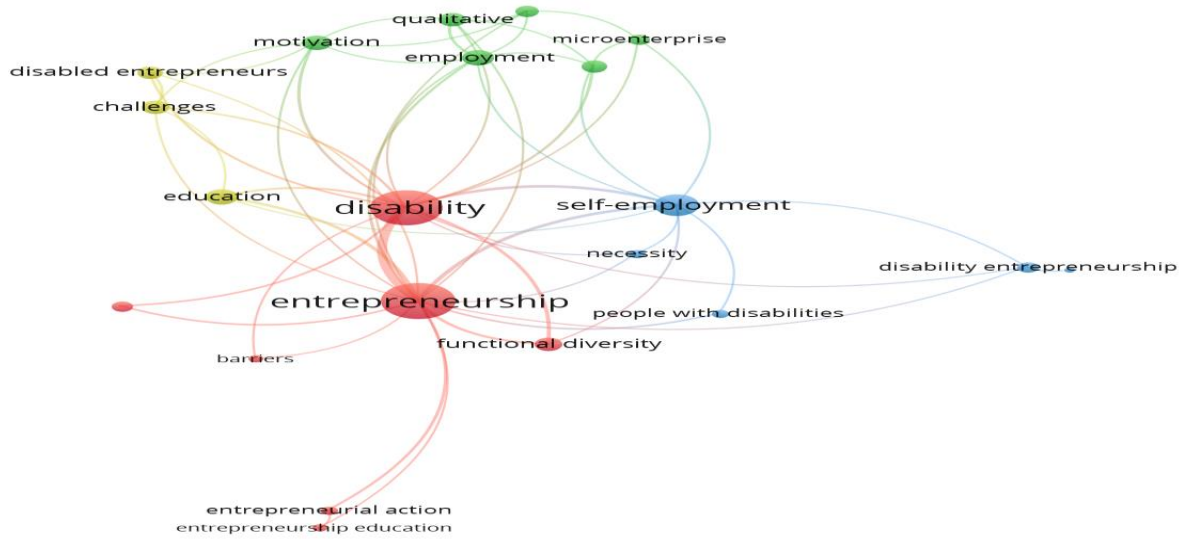 qualitative
motivation
microenterprise
employment
disabled entrepreneurs
challenges
education
disability
self-employment
necessity
disability entrepreneurship
entrepreneurship
people with disabilities
functional diversity
barriers
entrepreneurial action
entrepreneurship education